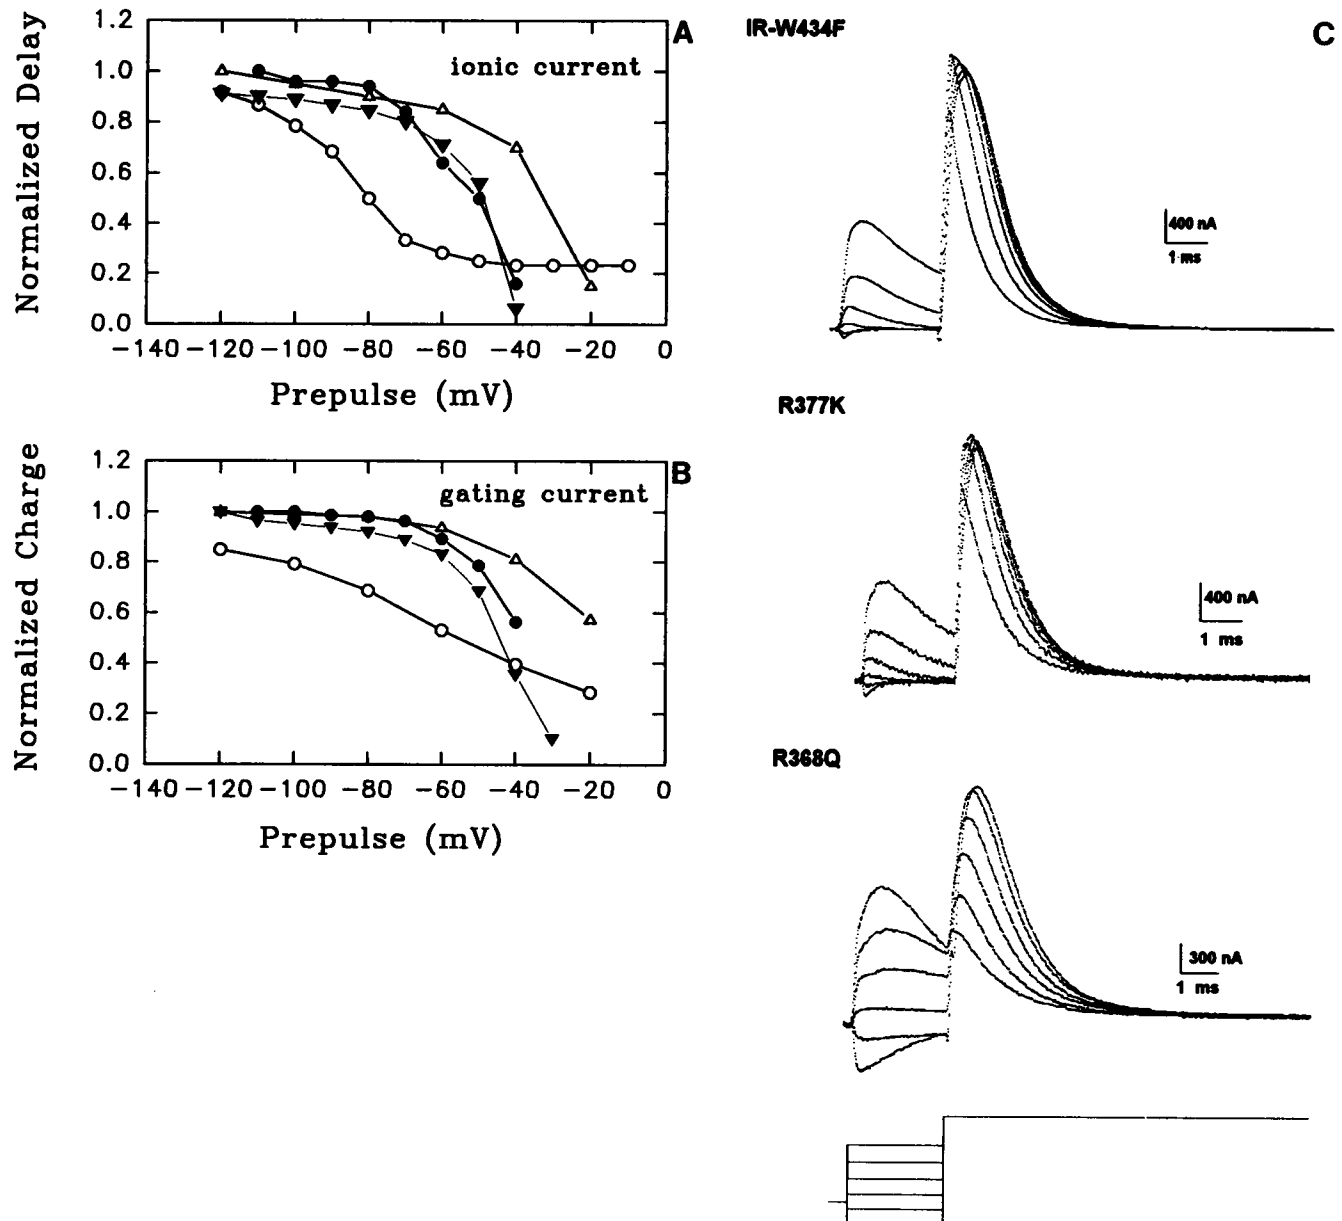 A
Normalized Delay
1.2
1.0
0.8
0.6
0.4
0.2
0.0
ionic current
−140 −120 −100 −80 −60 −40 −20 0
Prepulse (mV)
B
Normalized Charge
1.2
1.0
0.8
0.6
0.4
0.2
0.0
gating current
−140 −120 −100 −80 −60 −40 −20 0
Prepulse (mV)
C
IR-W434F
400 nA
1 ms
R377K
400 nA
1 ms
R368Q
300 nA
1 ms